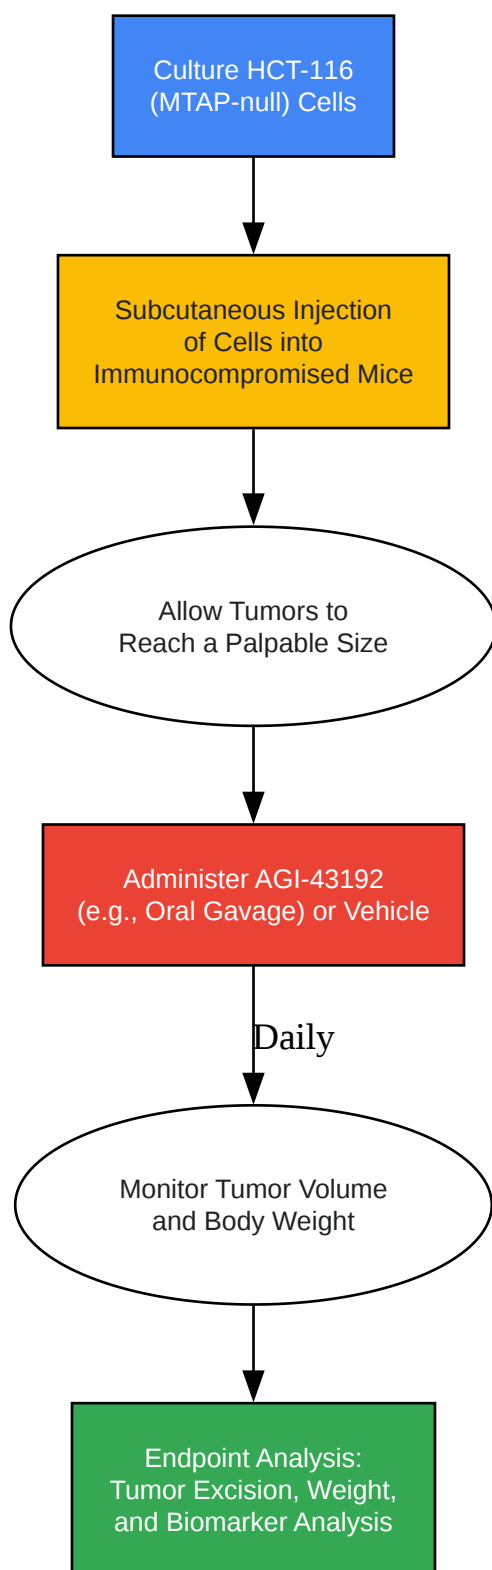 Culture HCT-116
(MTAP-null) Cells
Subcutaneous Injection
of Cells into
Immunocompromised Mice
Allow Tumors to
Reach a Palpable Size
Administer AGI-43192
(e.g., Oral Gavage) or Vehicle
Daily
Monitor Tumor Volume
and Body Weight
Endpoint Analysis:
Tumor Excision, Weight,
and Biomarker Analysis